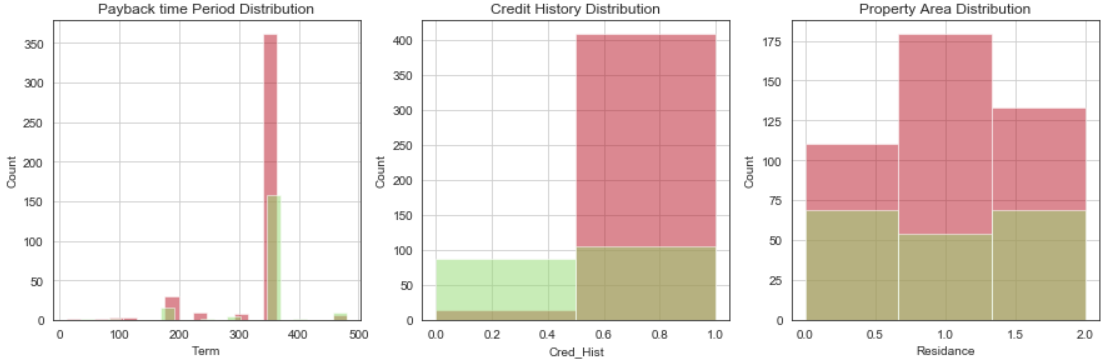 Payback time Period Distribution
350
300
250
200
150
100
50
0
Count
0 100 200 300 400 500
Term
Credit History Distribution
400
350
300
250
200
150
100
50
0
Count
0.0 0.2 0.4 0.6 0.8 1.0
Cred_Hist
Property Area Distribution
175
150
125
100
75
50
25
0
Count
0.0 0.5 1.0 1.5 2.0
Residance